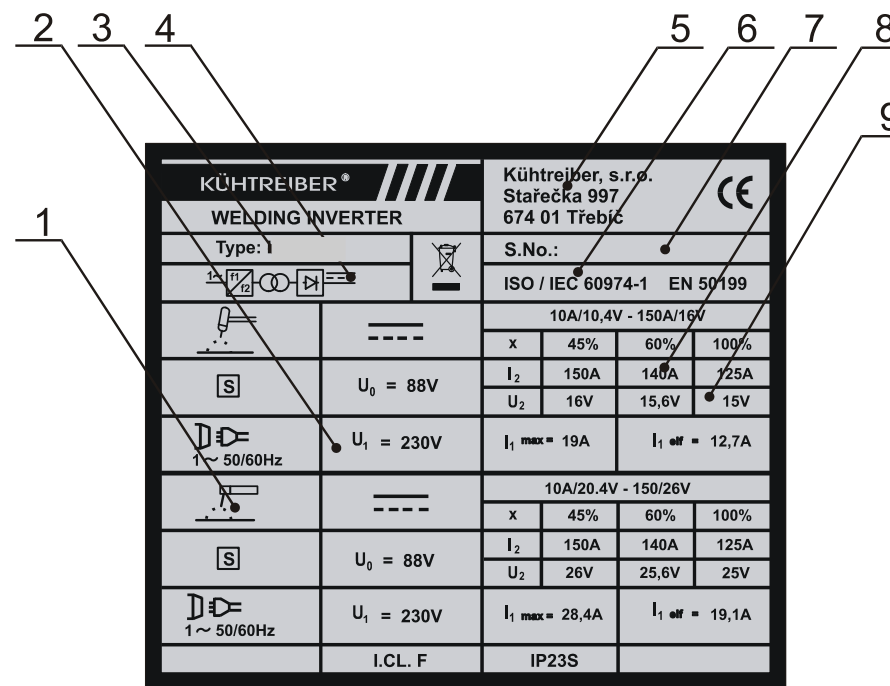 2 3 4 5 6 7 8
9
1
KÜHTREIBER®
WELDING INVERTER
Kühtreiber, s.r.o.
Stařečka 997
674 01 Třebíč
CE
Type:
S.No.:
1~ f1 f2
ISO / IEC 60974-1 EN 50199
10A/10,4V - 150A/16V
x 45% 60% 100%
S
U₀ = 88V
I₂ 150A 140A 125A
U₂ 16V 15,6V 15V
1~ 50/60Hz
U₁ = 230V
I₁ max = 19A
I₁ eff = 12,7A
10A/20.4V - 150/26V
x 45% 60% 100%
S
U₀ = 88V
I₂ 150A 140A 125A
U₂ 26V 25,6V 25V
1~ 50/60Hz
U₁ = 230V
I₁ max = 28,4A
I₁ eff = 19,1A
I.CL. F
IP23S